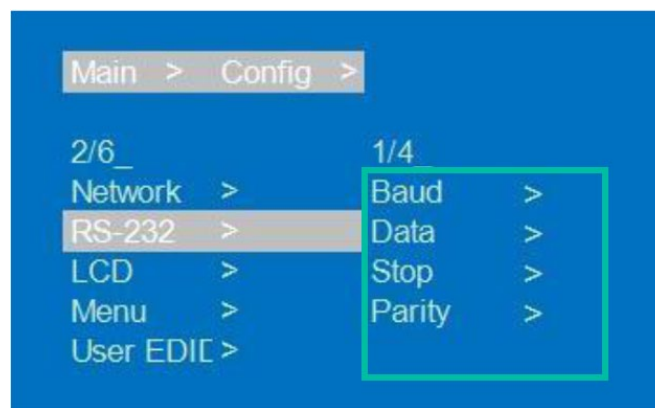 Main > Config >
2/6_ 1/4_
Network > Baud >
RS-232 > Data >
LCD > Stop >
Menu > Parity >
User EDID >